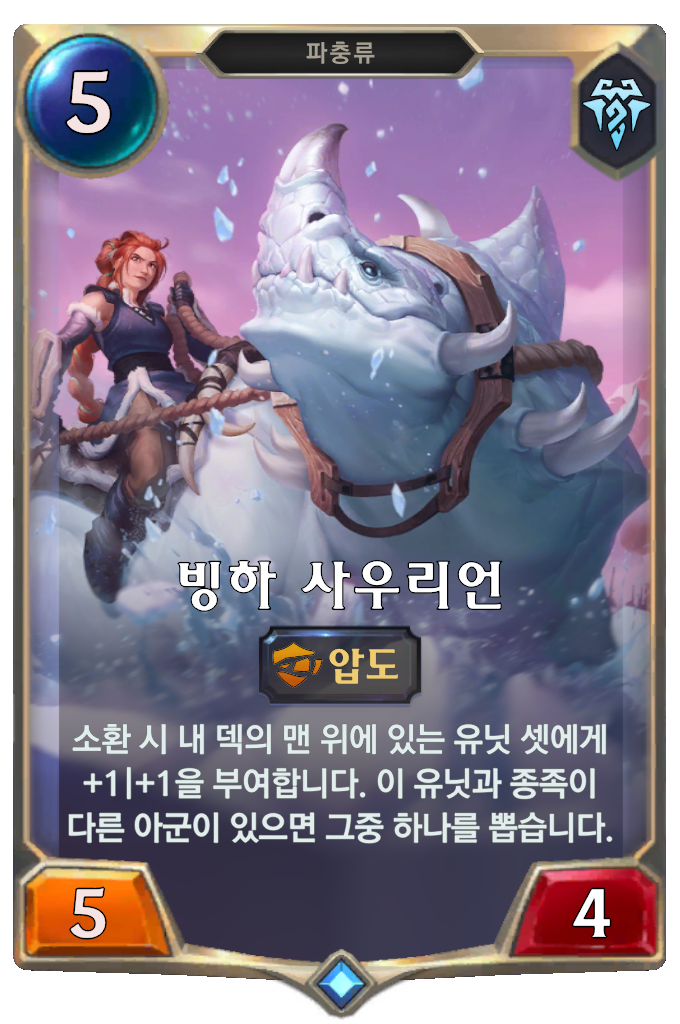 파충류
5
빙하 사우리언
압도
소환 시 내 덱의 맨 위에 있는 유닛 셋에게
+1|+1을 부여합니다. 이 유닛과 종족이
다른 아군이 있으면 그중 하나를 뽑습니다.
5
4